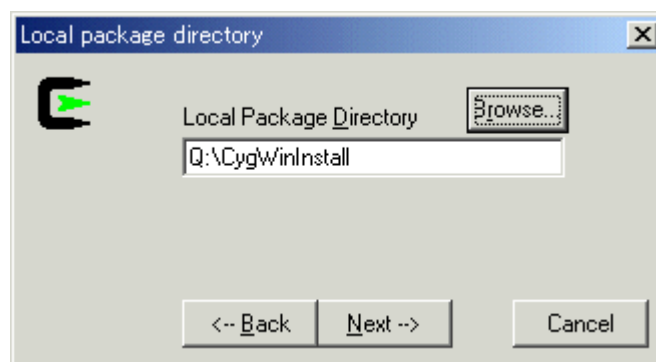 Local package directory
Local Package Directory
Browse...
Q:\CygWinInstall
<-- Back
Next -->
Cancel